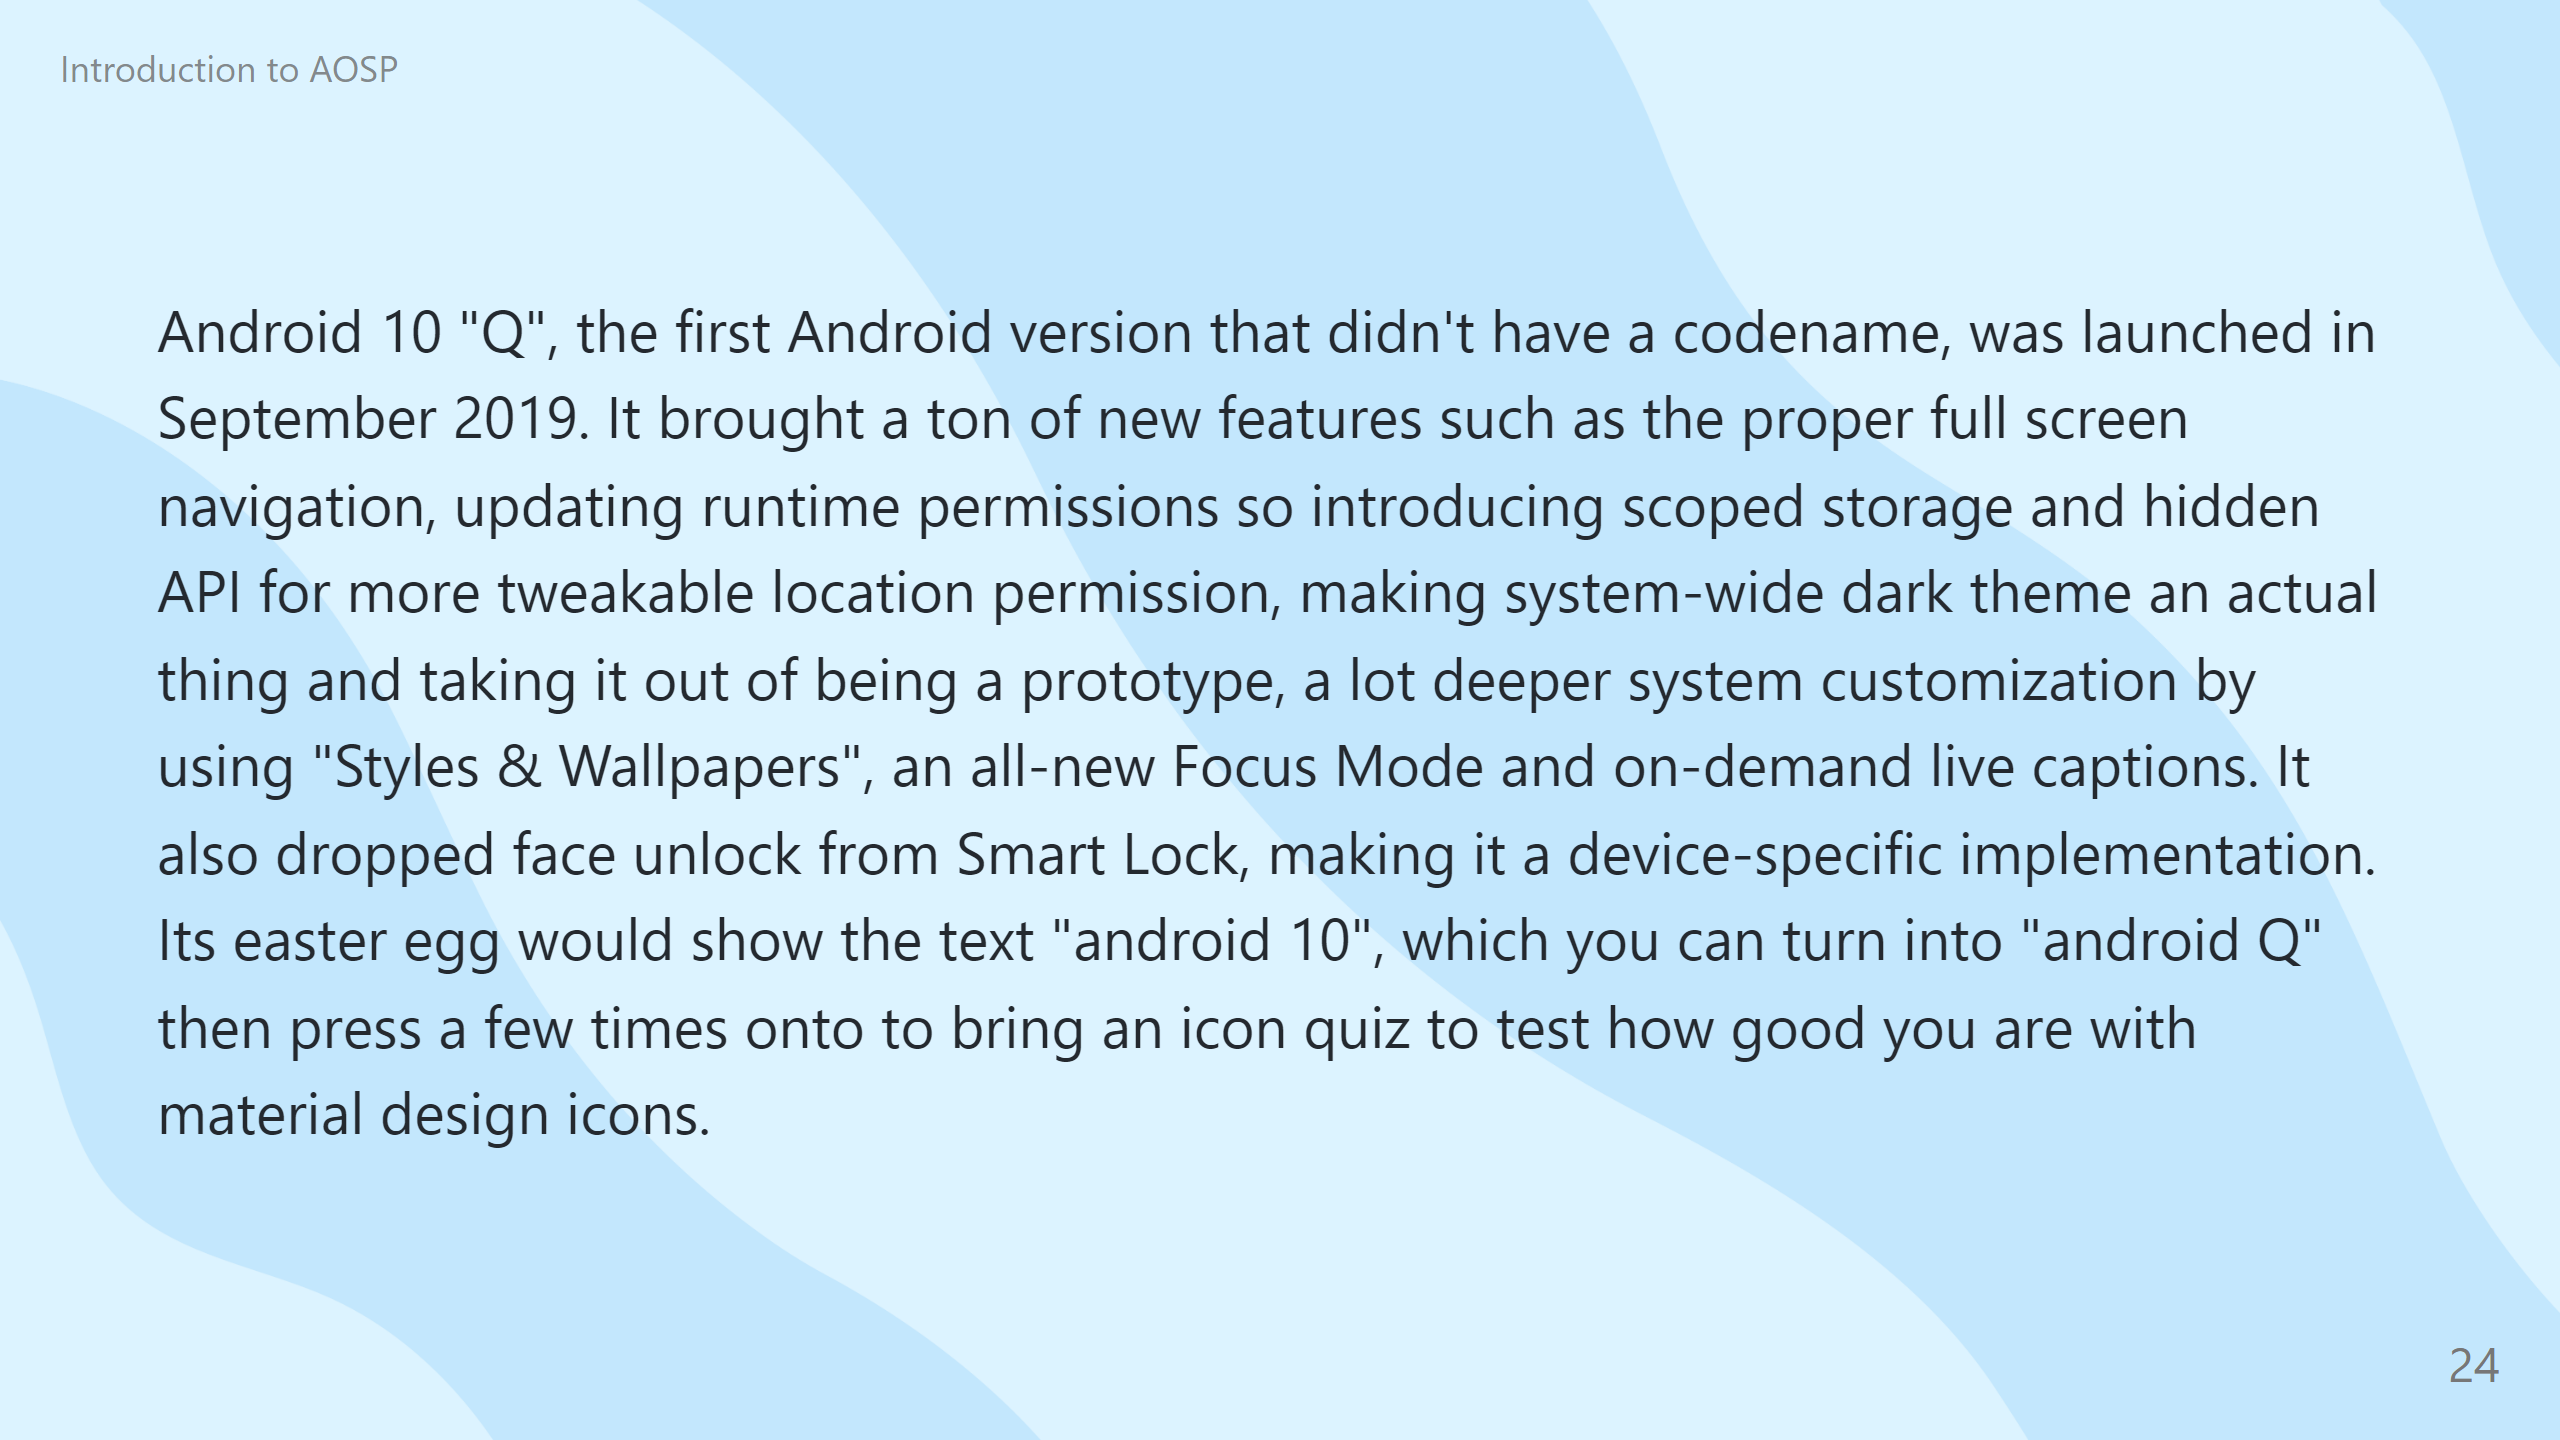 Introduction to AOSP
Android 10 "Q", the first Android version that didn't have a codename, was launched in
September 2019. It brought a ton of new features such as the proper full screen
navigation, updating runtime permissions so introducing scoped storage and hidden
API for more tweakable location permission, making system-wide dark theme an actual
thing and taking it out of being a prototype, a lot deeper system customization by
using "Styles & Wallpapers", an all-new Focus Mode and on-demand live captions. It
also dropped face unlock from Smart Lock, making it a device-specific implementation.
Its easter egg would show the text "android 10", which you can turn into "android Q"
then press a few times onto to bring an icon quiz to test how good you are with
material design icons.
24